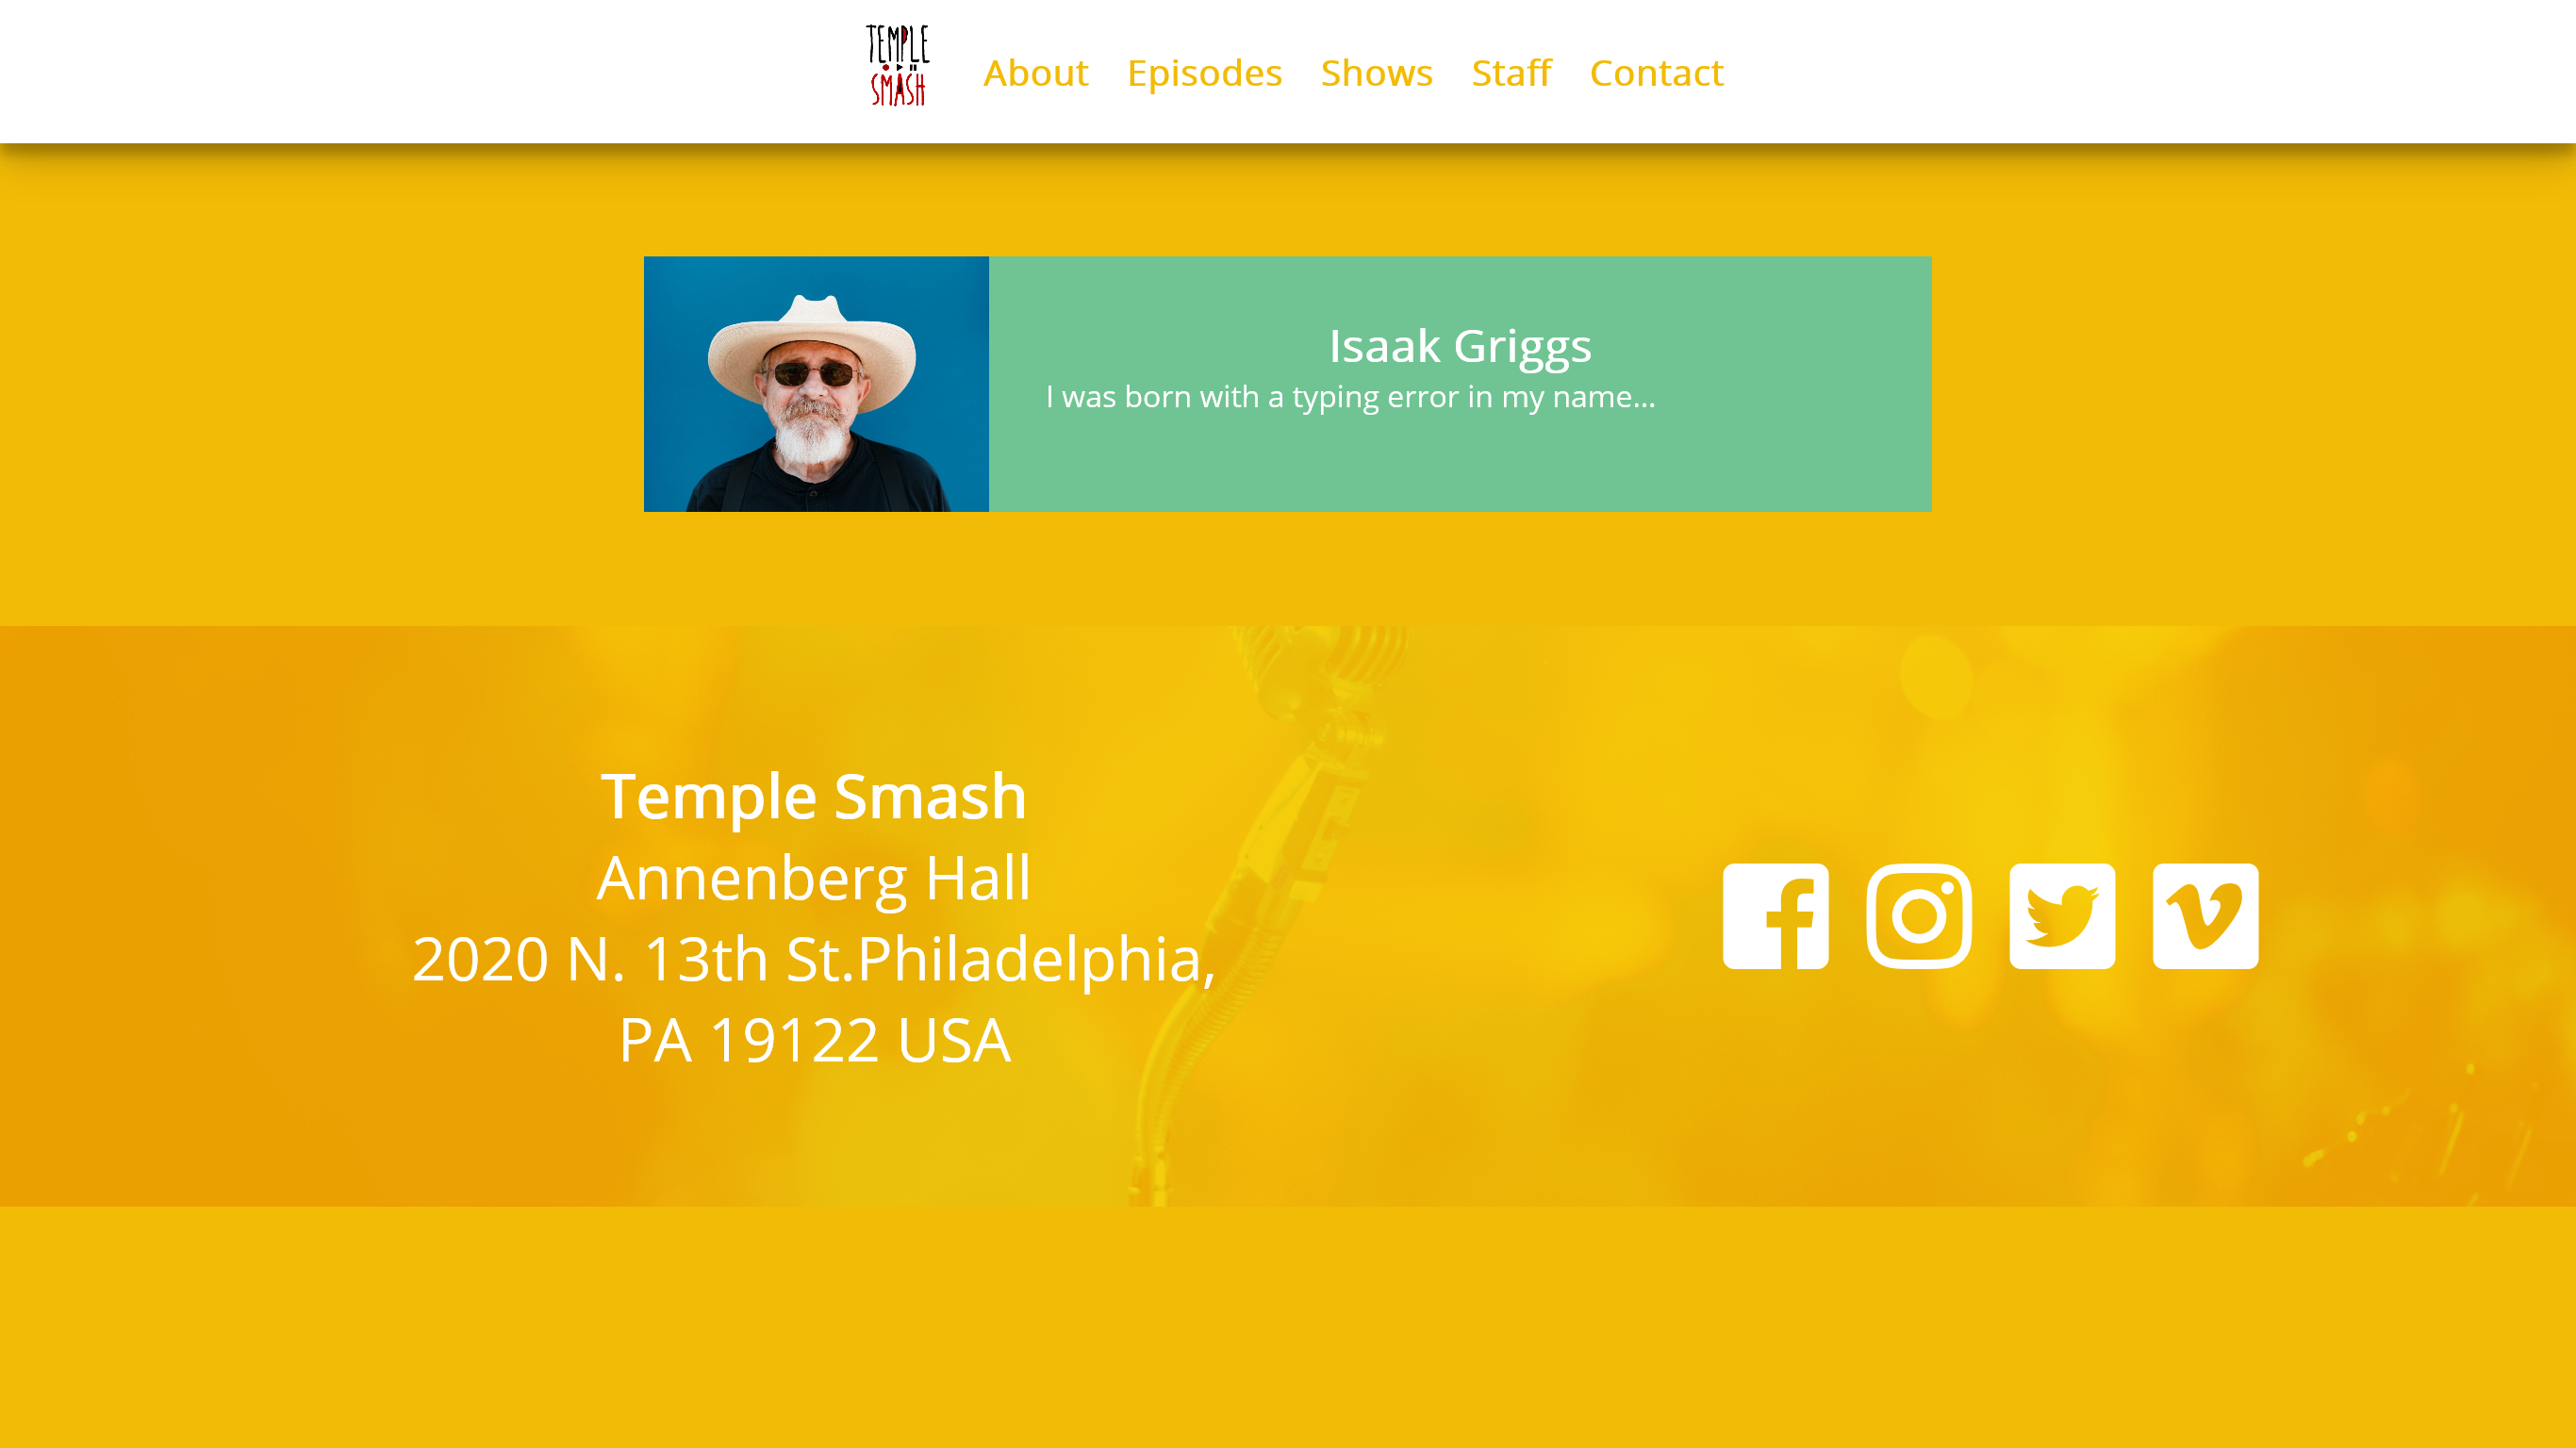 TEMPLE
SMASH
About Episodes Shows Staff Contact
Isaak Griggs
I was born with a typing error in my name...
Temple Smash
Annenberg Hall
2020 N. 13th St.Philadelphia,
PA 19122 USA